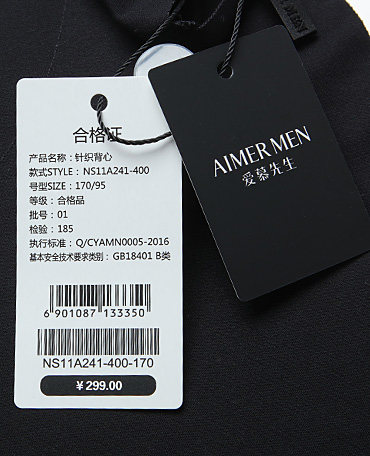 合格证
产品名称：针织背心
款式STYLE：NS11A241-400
号型SIZE：170/95
等级：合格品
批号：01
检验：185
执行标准：Q/CYAMN0005-2016
基本安全技术要求类别：GB18401 B类
6 901087 133350
NS11A241-400-170
¥299.00
AIMER MEN
爱慕先生